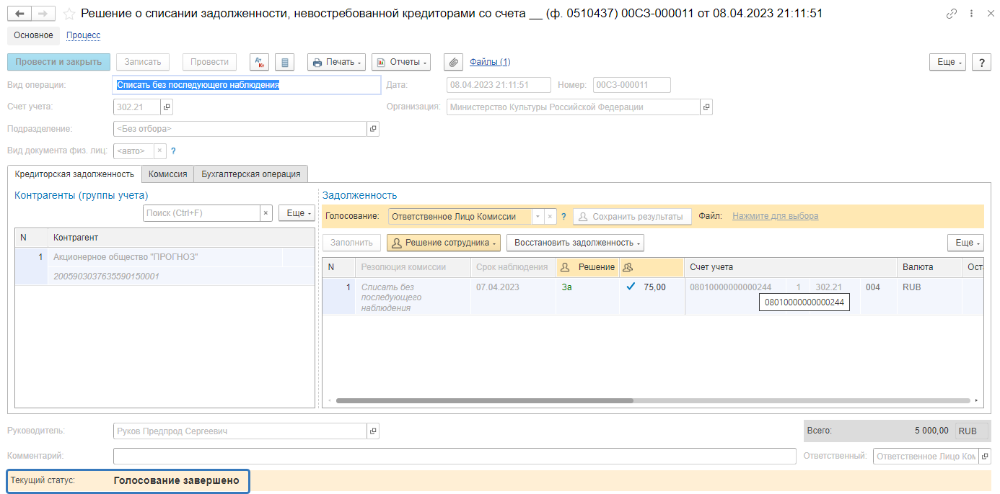 Решение о списании задолженности, невостребованной кредиторами со счета __ (ф. 0510437) 00СЗ-000011 от 08.04.2023 21:11:51
Основное Процесс
Провести и закрыть Записать Провести Дт Кт Печать Отчеты Файлы (1) Еще ?
Вид операции: Списать без последующего наблюдения Дата: 08.04.2023 21:11:51 Номер: 00СЗ-000011
Счет учета: 302.21 Организация: Министерство Культуры Российской Федерации
Подразделение: <Без отбора>
Вид документа физ. лиц: <авто> × ?
Кредиторская задолженность Комиссия Бухгалтерская операция
Контрагенты (группы учета) Задолженность
Поиск (Ctrl+F) × Еще
Голосование: Ответственное Лицо Комиссии × ? Сохранить результаты Файл: Нажмите для выбора
Заполнить Решение сотрудника Восстановить задолженность Еще
N Контрагент
1 Акционерное общество "ПРОГНОЗ"
2005903037635590150001
N Резолюция комиссии Срок наблюдения Решение Счет учета Валюта Оста
1 Списать без 07.04.2023 За 75,00 08010000000000244 1 302.21 004 RUB
последующего
наблюдения
08010000000000244
Руководитель: Руков Предпрод Сергеевич Всего: 5 000,00 RUB
Комментарий: Ответственный: Ответственное Лицо Ком
Текущий статус: Голосование завершено